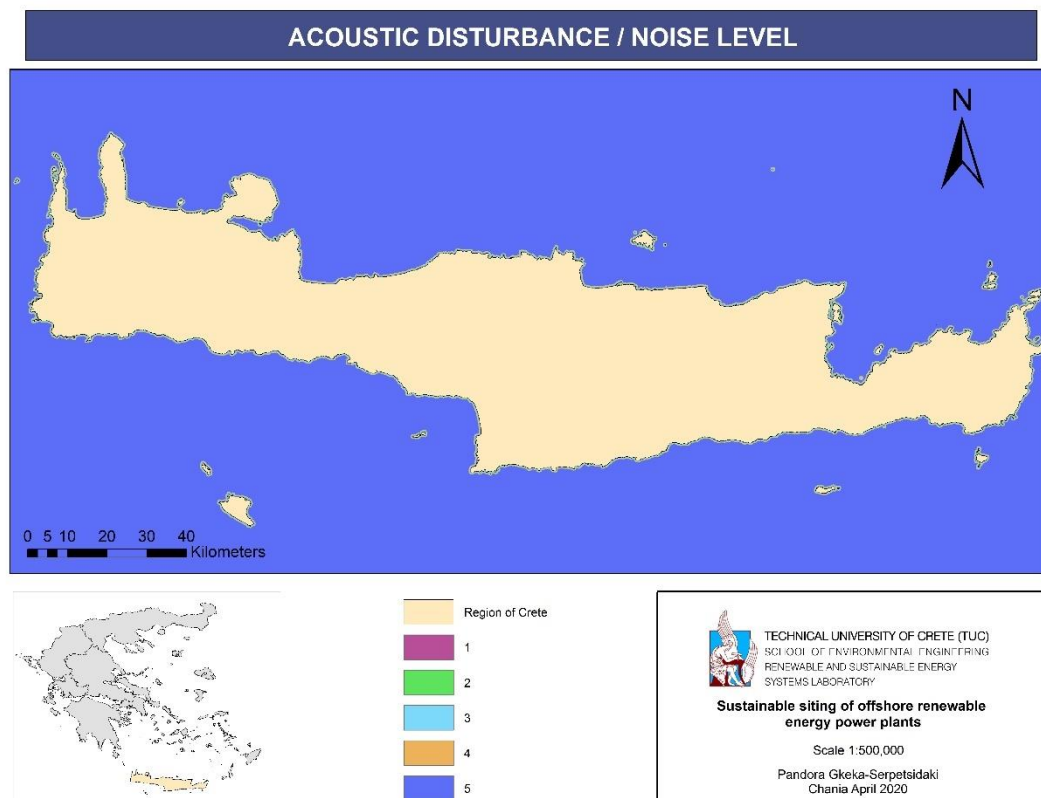 ACOUSTIC DISTURBANCE / NOISE LEVEL
N
0 5 10 20 30 40
Kilometers
Region of Crete
1
2
3
4
5
TECHNICAL UNIVERSITY OF CRETE (TUC)
SCHOOL OF ENVIRONMENTAL ENGINEERING
RENEWABLE AND SUSTAINABLE ENERGY
SYSTEMS LABORATORY
Sustainable siting of offshore renewable
energy power plants
Scale 1:500,000
Pandora Gkeka-Serpetsidaki
Chania April 2020